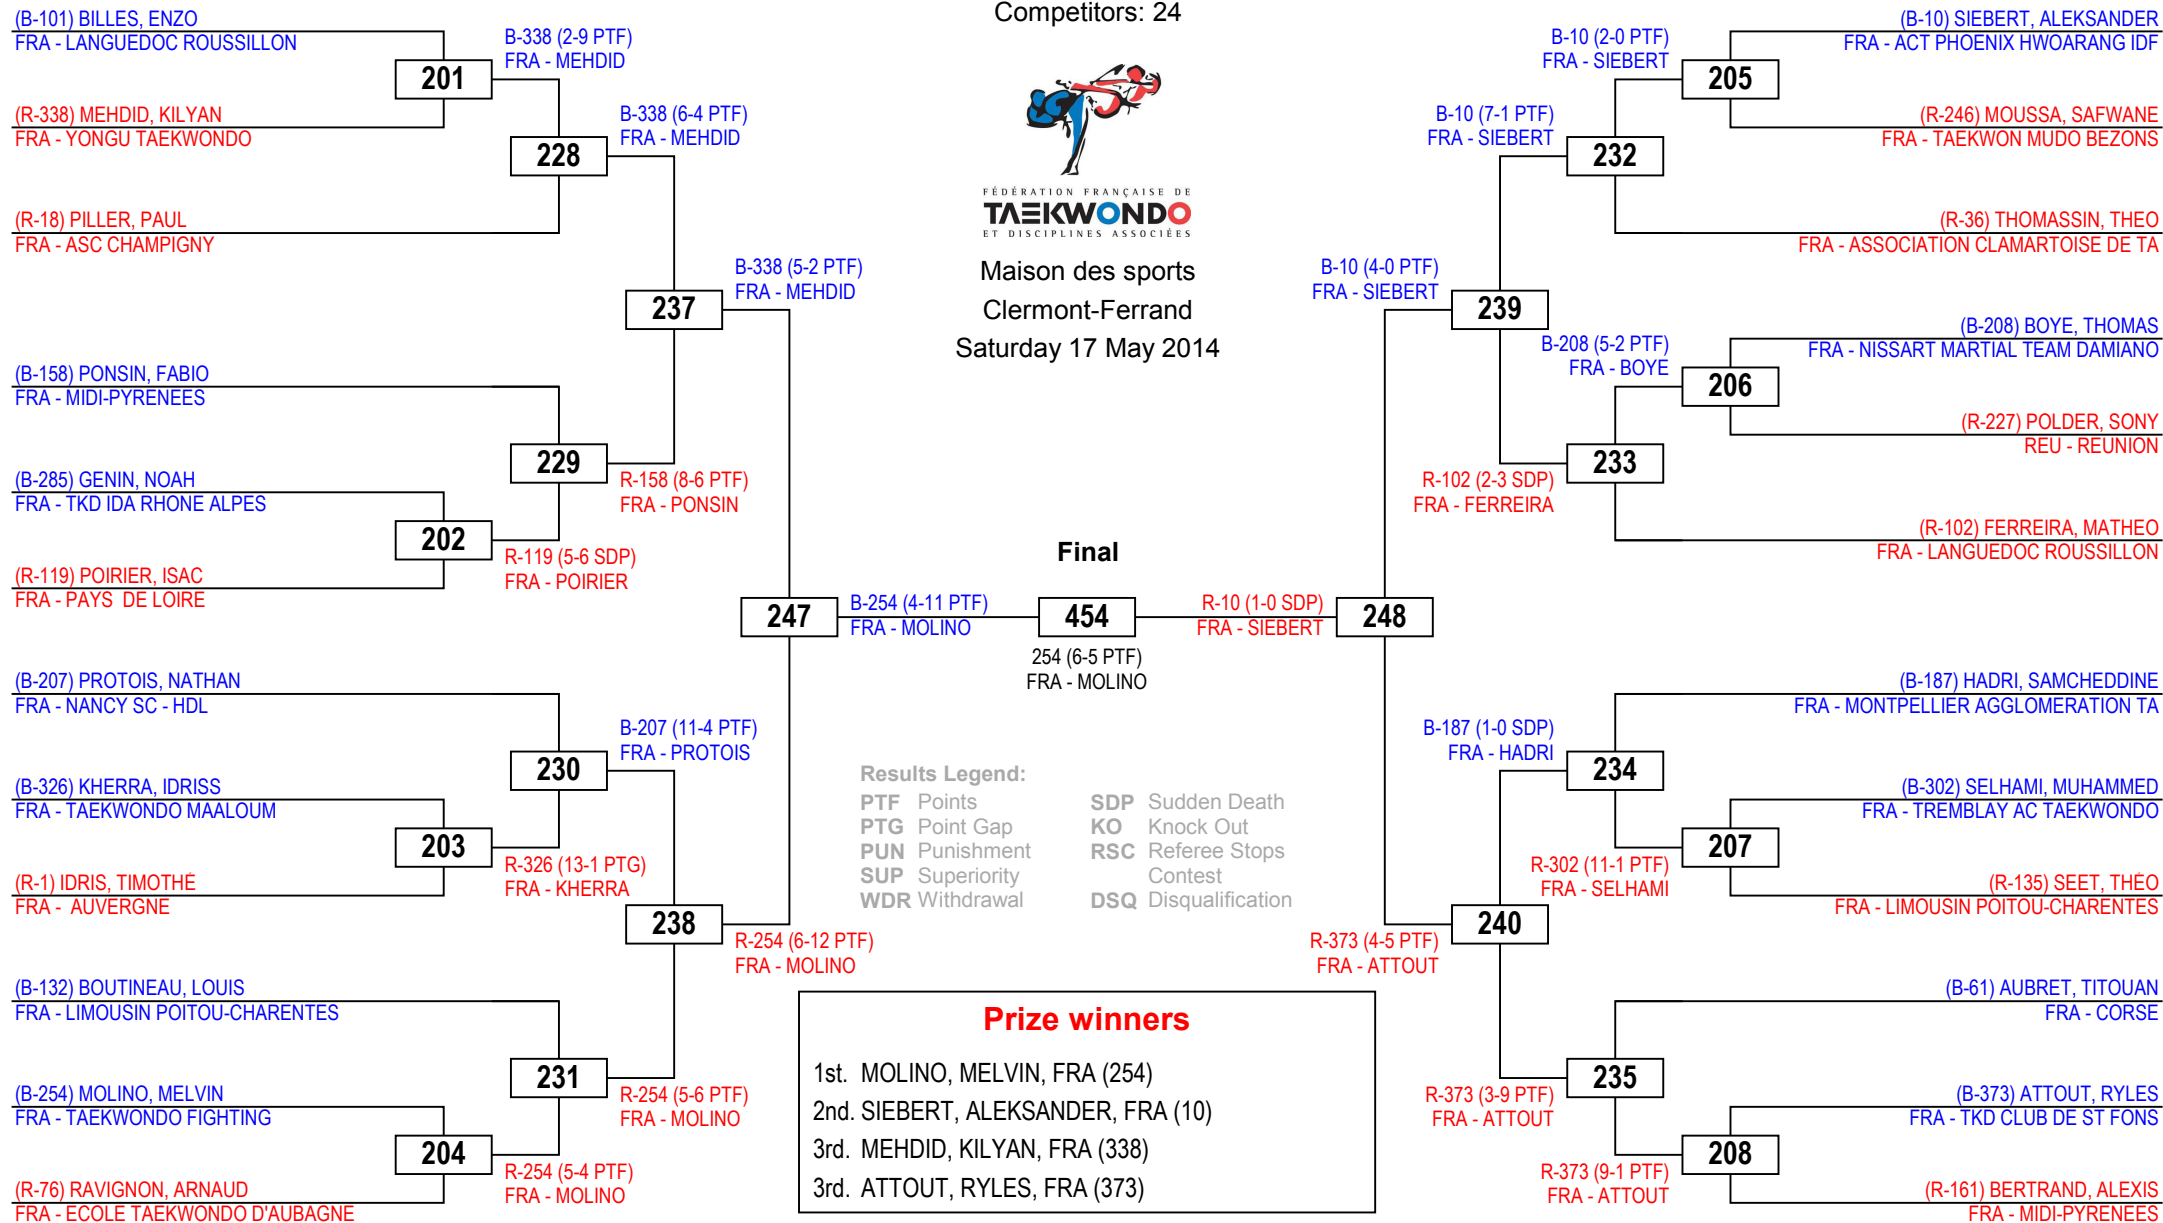 Competitors: 24
FÉDÉRATION FRANÇAISE DE
TAEKWONDO
ET DISCIPLINES ASSOCIÉES
Maison des sports
Clermont-Ferrand
Saturday 17 May 2014
(B-101) BILLES, ENZO
FRA - LANGUEDOC ROUSSILLON
201
(R-338) MEHDID, KILYAN
FRA - YONGU TAEKWONDO
B-338 (2-9 PTF)
FRA - MEHDID
228
(R-18) PILLER, PAUL
FRA - ASC CHAMPIGNY
B-338 (6-4 PTF)
FRA - MEHDID
237
B-338 (5-2 PTF)
FRA - MEHDID
(B-158) PONSIN, FABIO
FRA - MIDI-PYRENEES
229
R-158 (8-6 PTF)
FRA - PONSIN
(B-285) GENIN, NOAH
FRA - TKD IDA RHONE ALPES
202
R-119 (5-6 SDP)
FRA - POIRIER
(R-119) POIRIER, ISAC
FRA - PAYS DE LOIRE
247
B-254 (4-11 PTF)
FRA - MOLINO
(B-207) PROTOIS, NATHAN
FRA - NANCY SC - HDL
B-207 (11-4 PTF)
FRA - PROTOIS
230
(B-326) KHERRA, IDRISS
FRA - TAEKWONDO MAALOUM
203
R-326 (13-1 PTG)
FRA - KHERRA
(R-1) IDRIS, TIMOTHÉ
FRA - AUVERGNE
238
R-254 (6-12 PTF)
FRA - MOLINO
(B-132) BOUTINEAU, LOUIS
FRA - LIMOUSIN POITOU-CHARENTES
231
R-254 (5-6 PTF)
FRA - MOLINO
(B-254) MOLINO, MELVIN
FRA - TAEKWONDO FIGHTING
204
R-254 (5-4 PTF)
FRA - MOLINO
(R-76) RAVIGNON, ARNAUD
FRA - ECOLE TAEKWONDO D'AUBAGNE
Final
454
254 (6-5 PTF)
FRA - MOLINO
Results Legend:
PTF Points
PTG Point Gap
PUN Punishment
SUP Superiority
WDR Withdrawal
SDP Sudden Death
KO Knock Out
RSC Referee Stops
Contest
DSQ Disqualification
Prize winners
1st. MOLINO, MELVIN, FRA (254)
2nd. SIEBERT, ALEKSANDER, FRA (10)
3rd. MEHDID, KILYAN, FRA (338)
3rd. ATTOUT, RYLES, FRA (373)
(B-10) SIEBERT, ALEKSANDER
FRA - ACT PHOENIX HWOARANG IDF
B-10 (2-0 PTF)
FRA - SIEBERT
205
(R-246) MOUSSA, SAFWANE
FRA - TAEKWON MUDO BEZONS
B-10 (7-1 PTF)
FRA - SIEBERT
232
(R-36) THOMASSIN, THEO
FRA - ASSOCIATION CLAMARTOISE DE TA
B-10 (4-0 PTF)
FRA - SIEBERT
239
(B-208) BOYE, THOMAS
FRA - NISSART MARTIAL TEAM DAMIANO
B-208 (5-2 PTF)
FRA - BOYE
206
(R-227) POLDER, SONY
REU - REUNION
233
R-102 (2-3 SDP)
FRA - FERREIRA
(R-102) FERREIRA, MATHEO
FRA - LANGUEDOC ROUSSILLON
R-10 (1-0 SDP)
FRA - SIEBERT
248
(B-187) HADRI, SAMCHEDDINE
FRA - MONTPELLIER AGGLOMERATION TA
B-187 (1-0 SDP)
FRA - HADRI
234
(B-302) SELHAMI, MUHAMMED
FRA - TREMBLAY AC TAEKWONDO
207
R-302 (11-1 PTF)
FRA - SELHAMI
(R-135) SEET, THÉO
FRA - LIMOUSIN POITOU-CHARENTES
240
R-373 (4-5 PTF)
FRA - ATTOUT
(B-61) AUBRET, TITOUAN
FRA - CORSE
235
R-373 (3-9 PTF)
FRA - ATTOUT
(B-373) ATTOUT, RYLES
FRA - TKD CLUB DE ST FONS
208
R-373 (9-1 PTF)
FRA - ATTOUT
(R-161) BERTRAND, ALEXIS
FRA - MIDI-PYRENEES